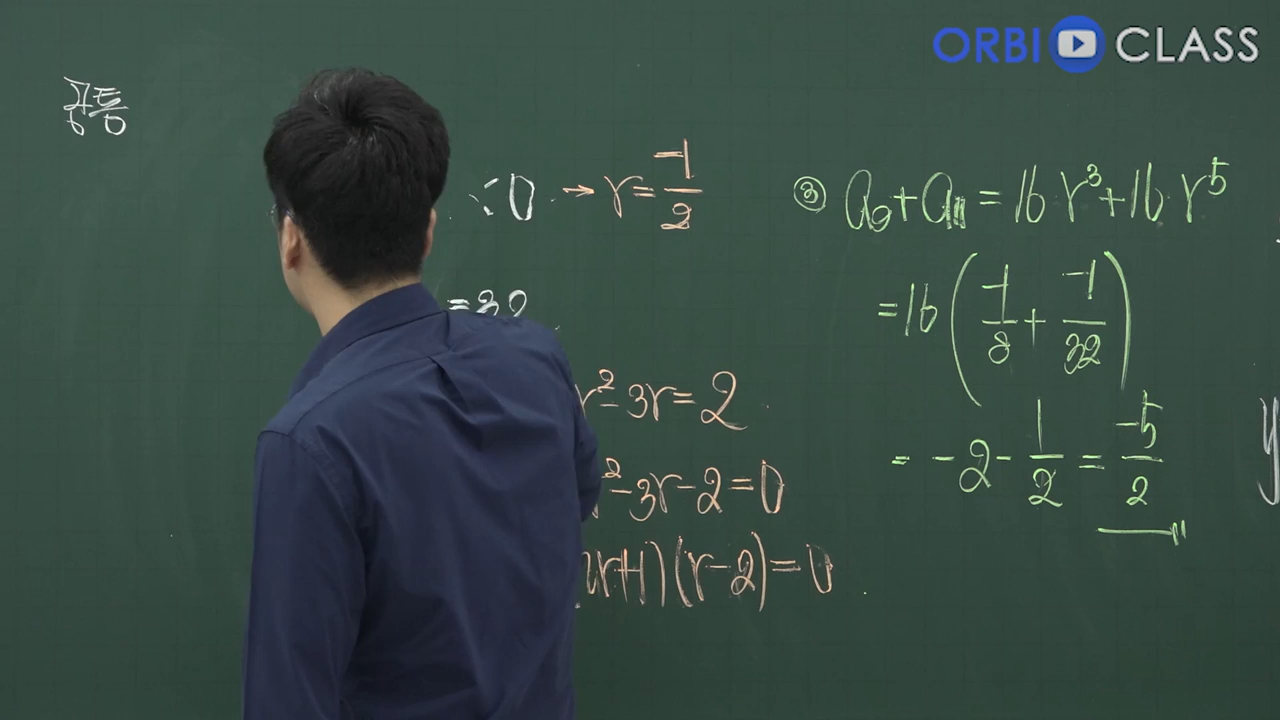 ORBI CLASS
공통
<0 → r = -1/2
= 32
r² - 3r = 2
² - 3r - 2 = 0
2r+1)(r-2) = 0
③ a₉ + a₁₁ = 16r³ + 16r⁵
= 16(-1/8 + -1/32)
= -2 - 1/2 = -5/2
y